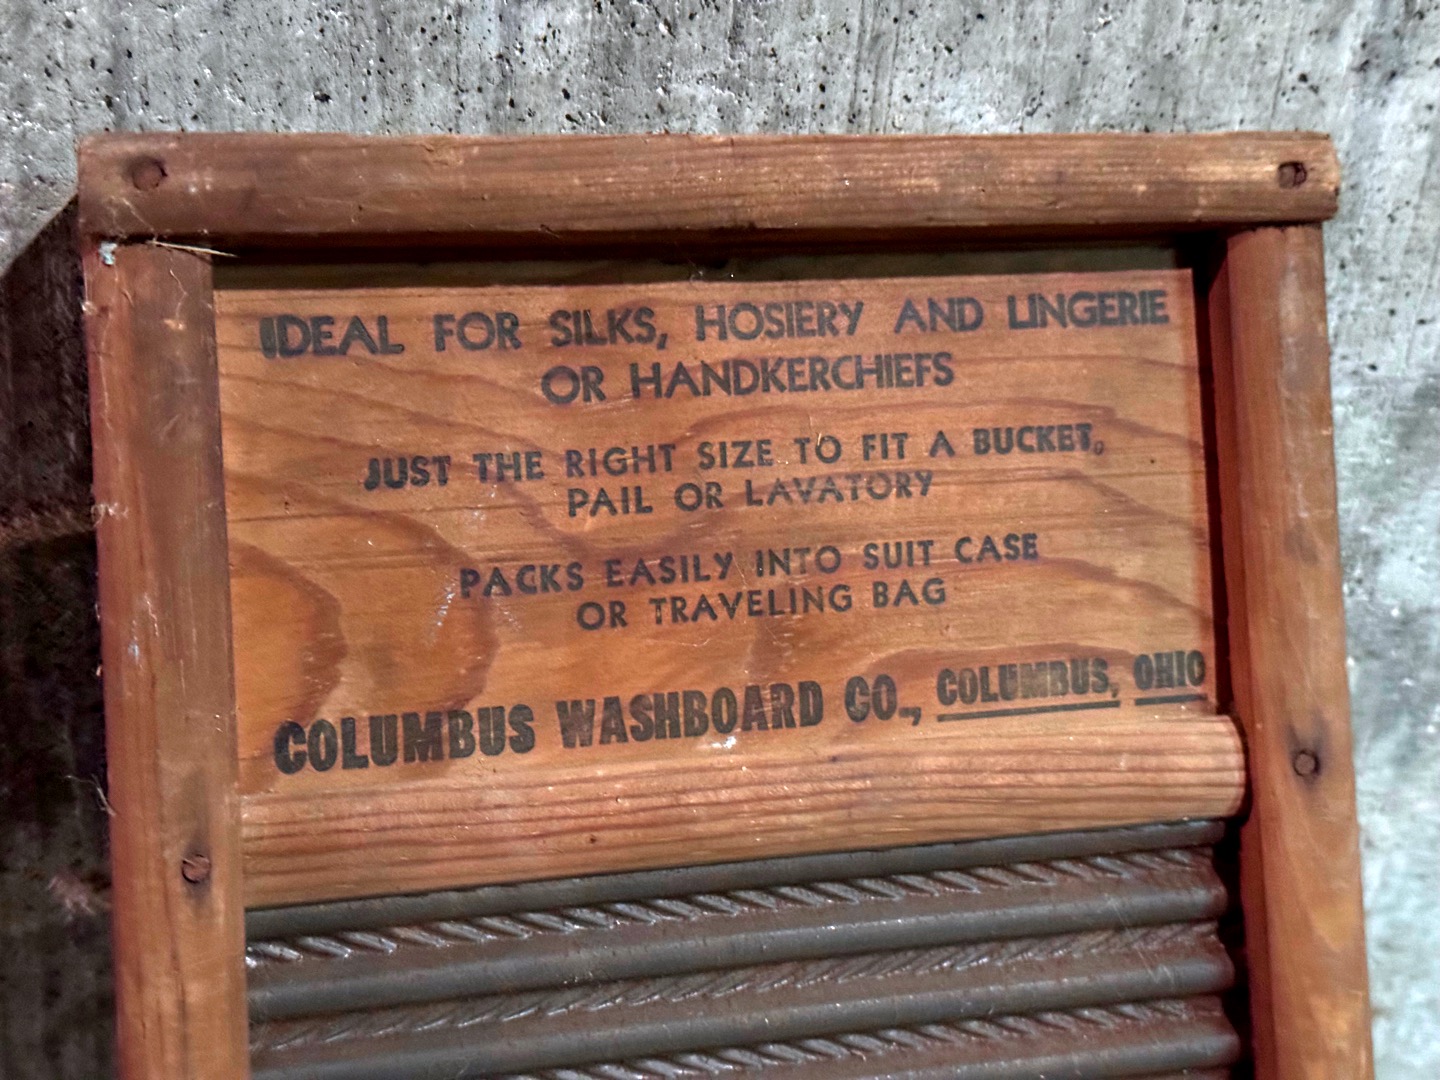 IDEAL FOR SILKS, HOSIERY AND LINGERIE
OR HANDKERCHIEFS
JUST THE RIGHT SIZE TO FIT A BUCKET,
PAIL OR LAVATORY
PACKS EASILY INTO SUIT CASE
OR TRAVELING BAG
COLUMBUS WASHBOARD CO., COLUMBUS, OHIO